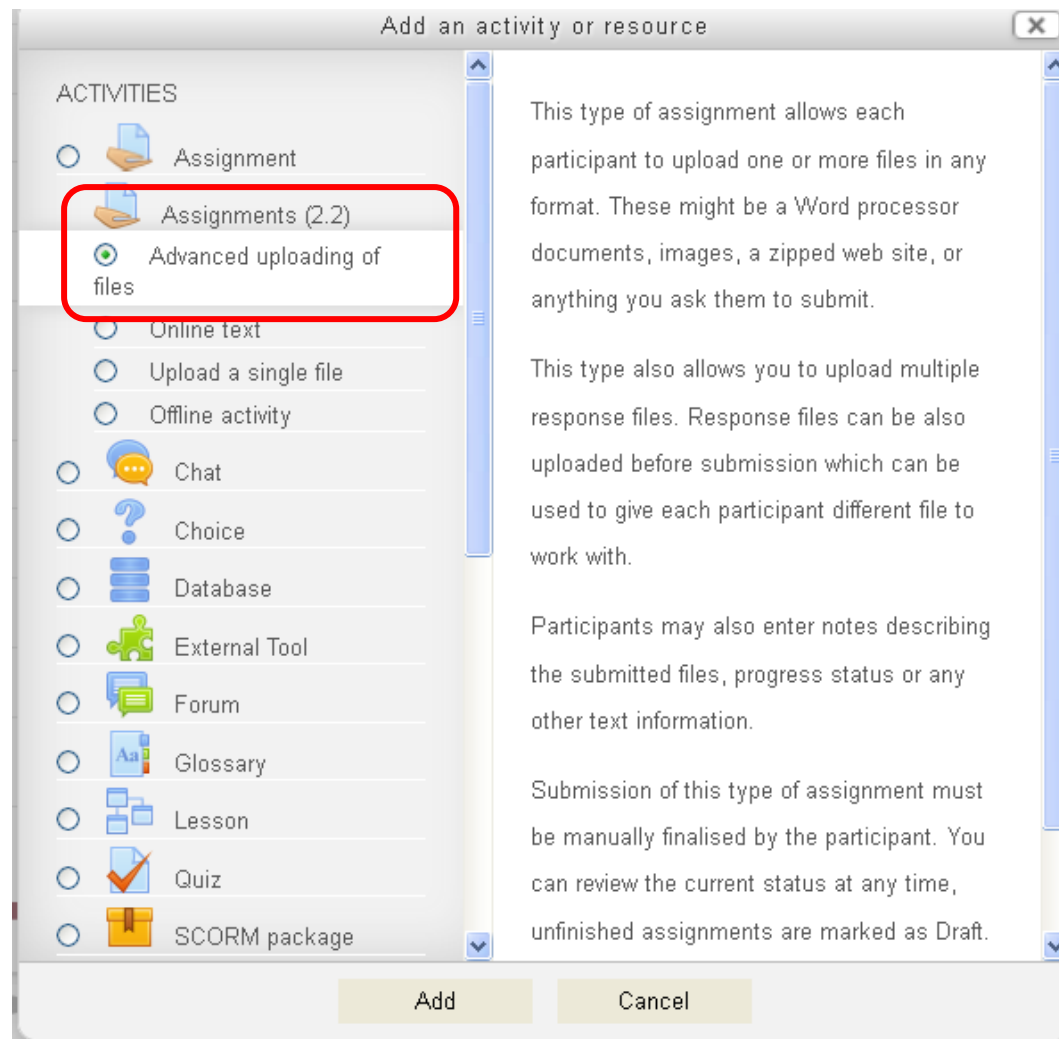 Add an activity or resource
ACTIVITIES
Assignment
Assignments (2.2)
Advanced uploading of
files
Online text
Upload a single file
Offline activity
Chat
Choice
Database
External Tool
Forum
Aa
Glossary
Lesson
Quiz
SCORM package
This type of assignment allows each
participant to upload one or more files in any
format. These might be a Word processor
documents, images, a zipped web site, or
anything you ask them to submit.
This type also allows you to upload multiple
response files. Response files can be also
uploaded before submission which can be
used to give each participant different file to
work with.
Participants may also enter notes describing
the submitted files, progress status or any
other text information.
Submission of this type of assignment must
be manually finalised by the participant. You
can review the current status at any time,
unfinished assignments are marked as Draft.
Add
Cancel